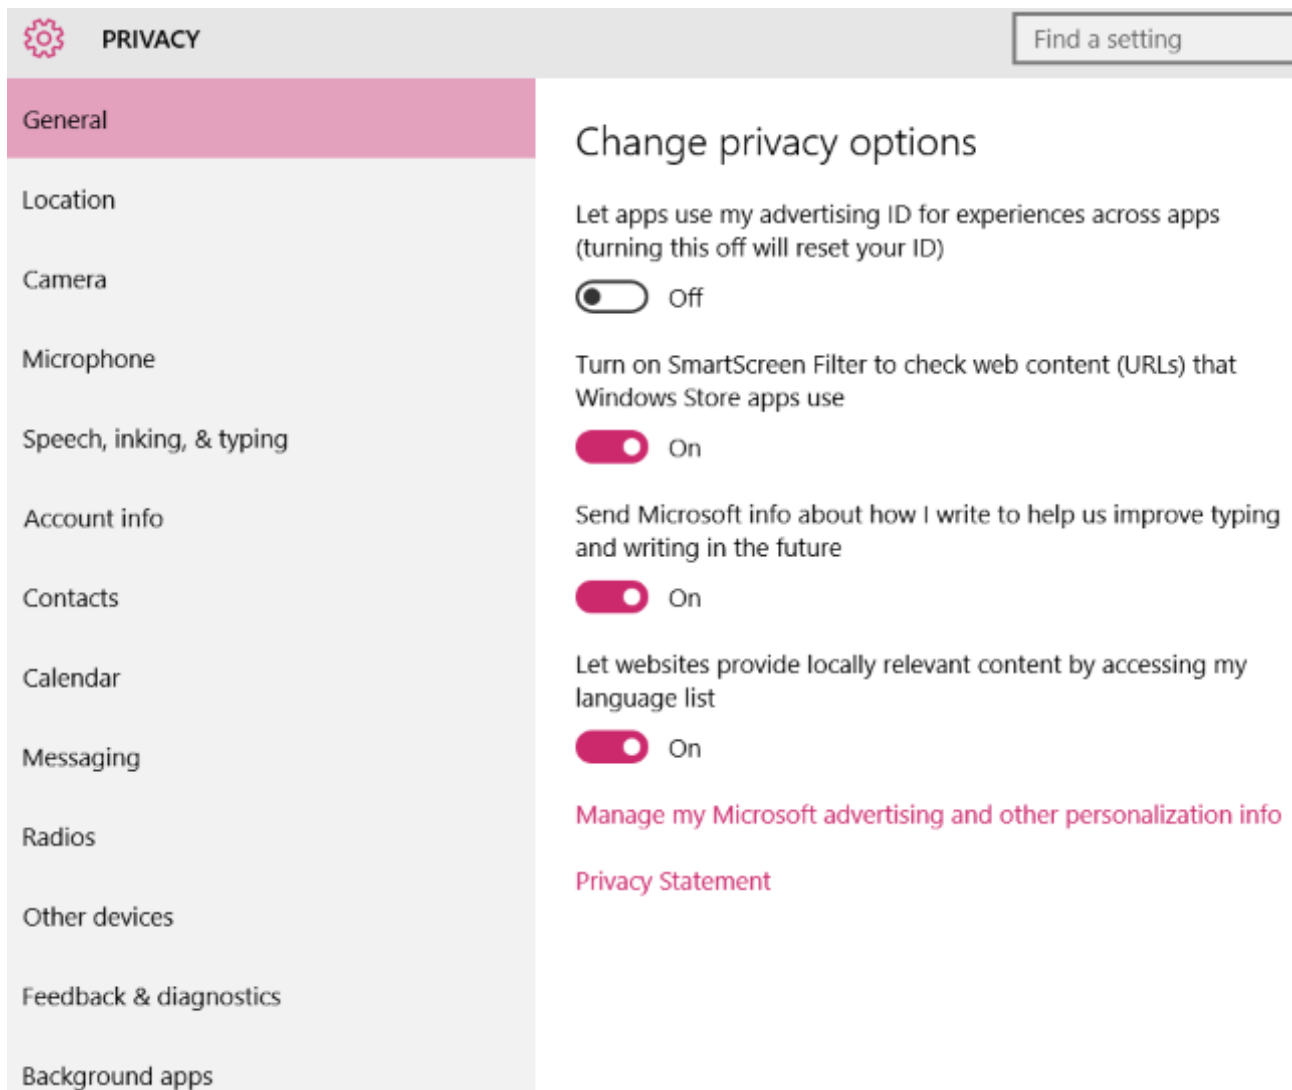 PRIVACY
Find a setting
General
Location
Camera
Microphone
Speech, inking, & typing
Account info
Contacts
Calendar
Messaging
Radios
Other devices
Feedback & diagnostics
Background apps
Change privacy options
Let apps use my advertising ID for experiences across apps
(turning this off will reset your ID)
Off
Turn on SmartScreen Filter to check web content (URLs) that
Windows Store apps use
On
Send Microsoft info about how I write to help us improve typing
and writing in the future
On
Let websites provide locally relevant content by accessing my
language list
On
Manage my Microsoft advertising and other personalization info
Privacy Statement